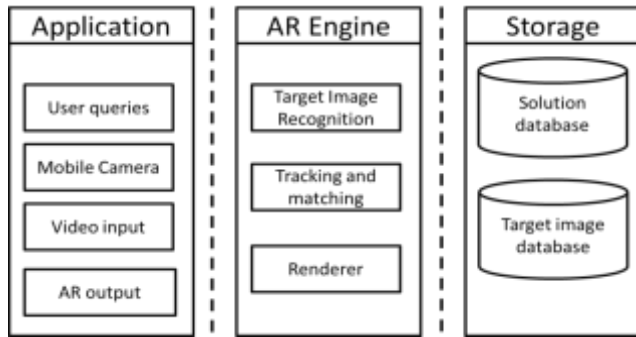 Application
User queries
Mobile Camera
Video input
AR output
AR Engine
Target Image
Recognition
Tracking and
matching
Renderer
Storage
Solution
database
Target image
database